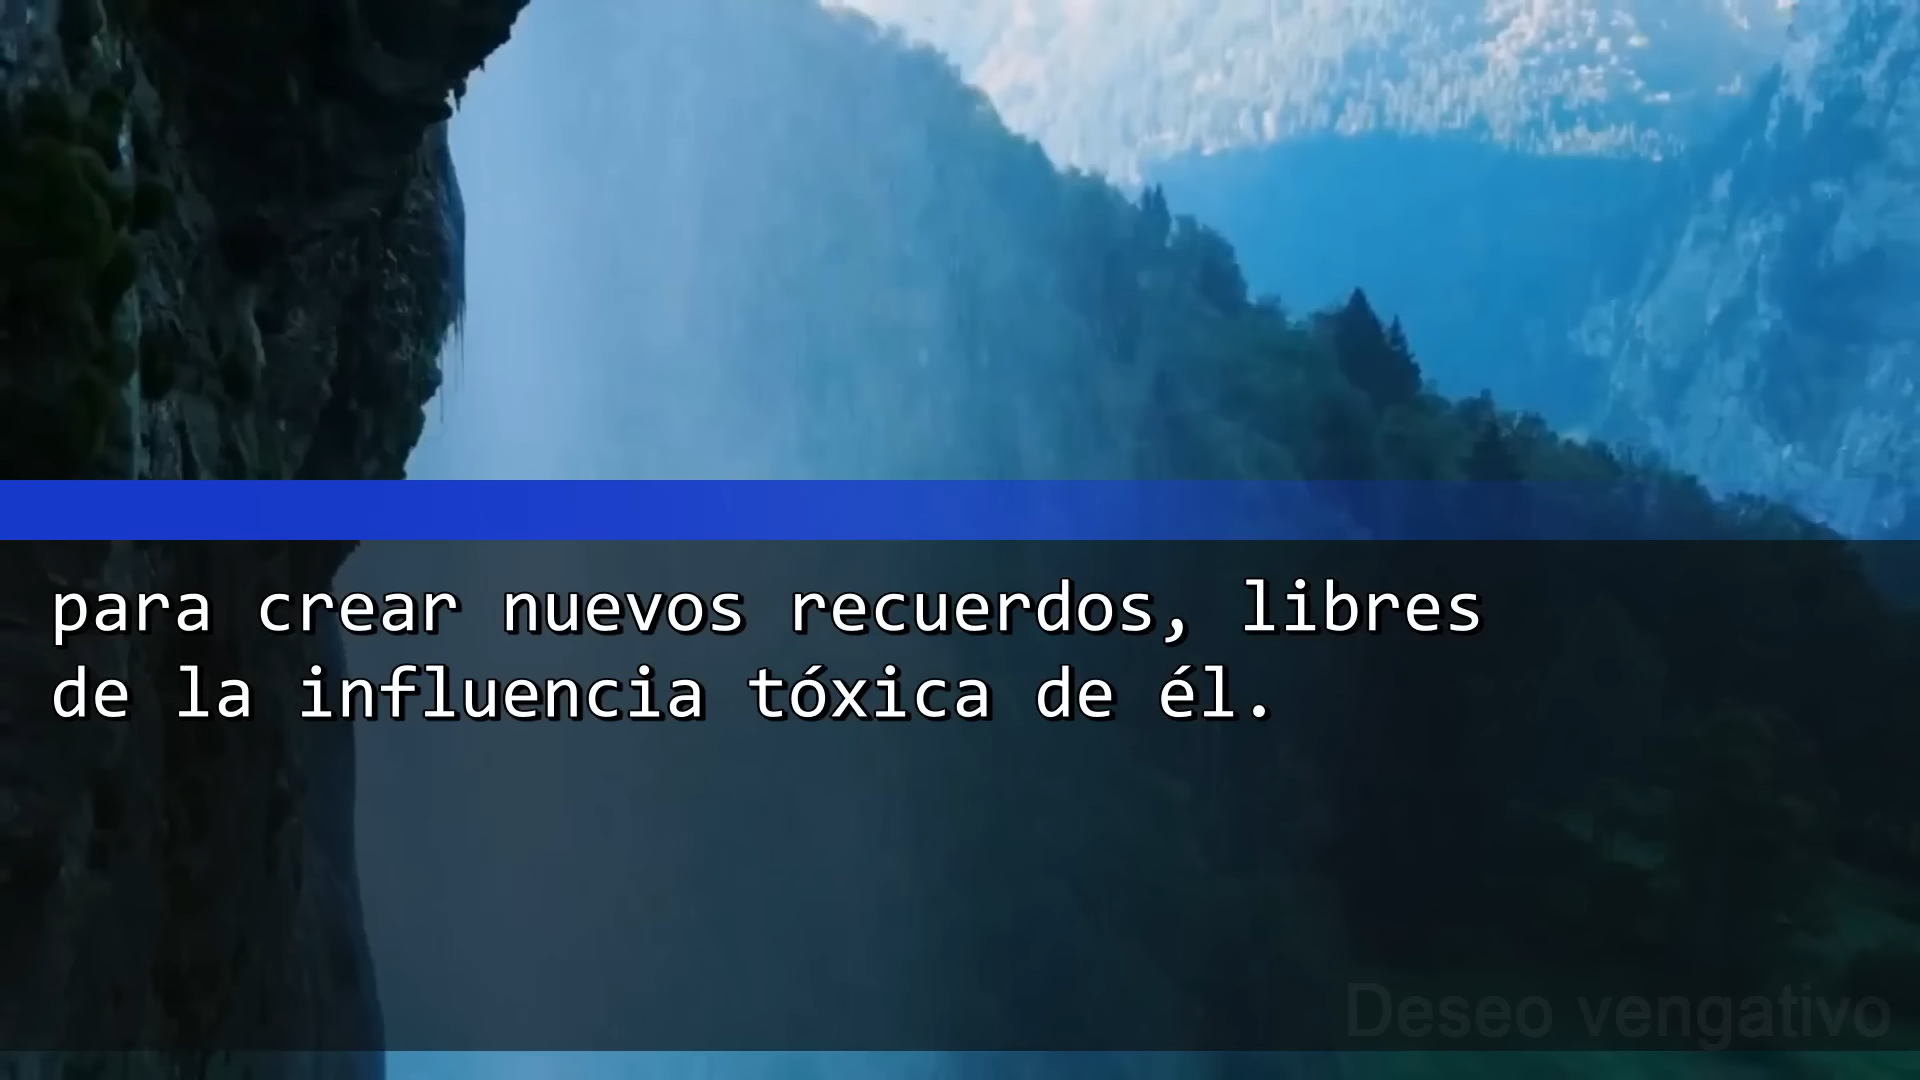 para crear nuevos recuerdos, libres
de la influencia tóxica de él.
Deseo vengativo